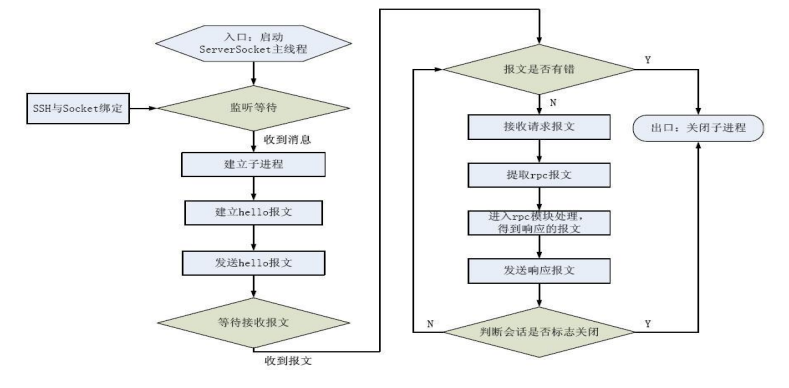 入口：启动
ServerSocket主线程
SSH与Socket绑定
监听等待
收到消息
建立子进程
建立hello报文
发送hello报文
等待接收报文
收到报文
报文是否有错
Y
N
接收请求报文
出口：关闭子进程
提取rpc报文
进入rpc模块处理，
得到响应的报文
发送响应报文
N
判断会话是否标志关闭
Y